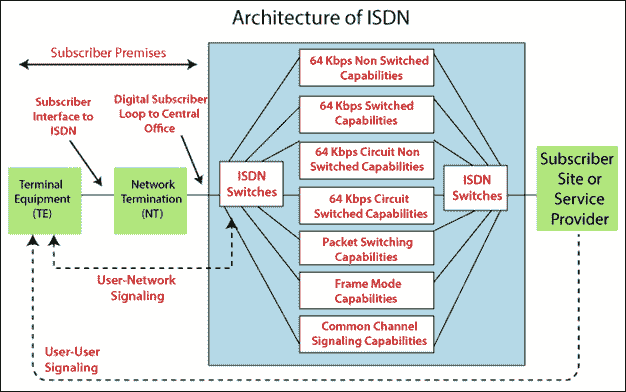 Architecture of ISDN
Subscriber Premises
Subscriber
Interface to
ISDN
Digital Subscriber
Loop to Central
Office
Terminal
Equipment
(TE)
Network
Termination
(NT)
ISDN
Switches
64 Kbps Non Switched
Capabilities
64 Kbps Switched
Capabilities
64 Kbps Circuit Non
Switched Capabilities
64 Kbps Circuit
Switched Capabilities
Packet Switching
Capabilities
Frame Mode
Capabilities
Common Channel
Signaling Capabilities
ISDN
Switches
Subscriber
Site or
Service
Provider
User-Network
Signaling
User-User
Signaling